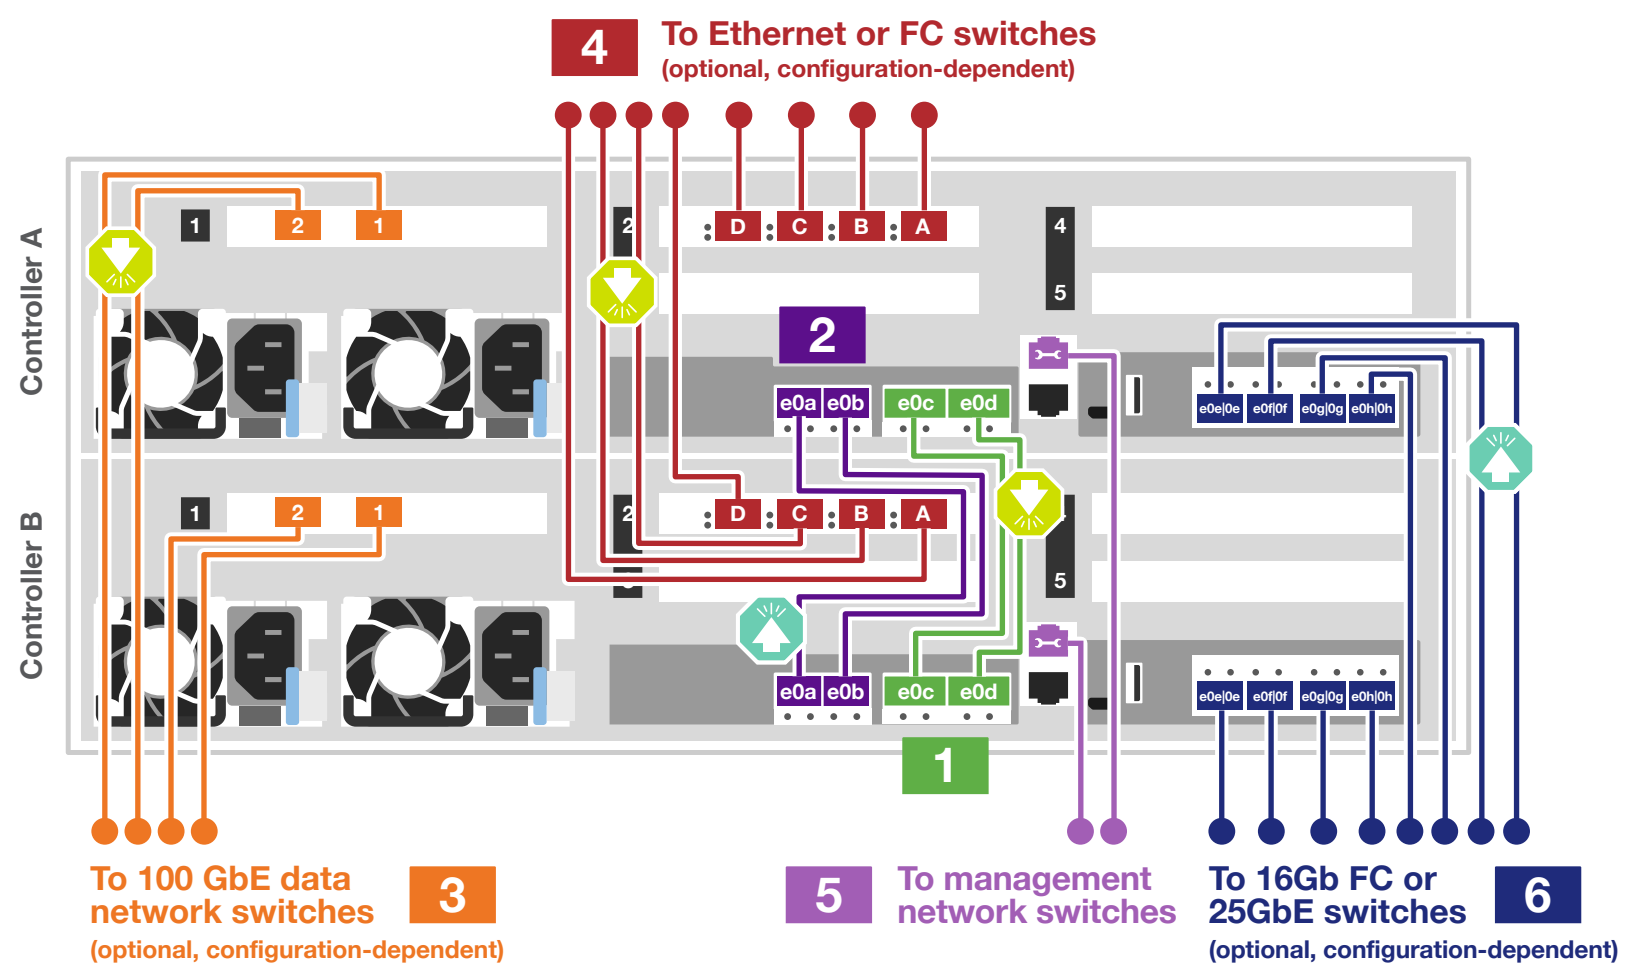 4
To Ethernet or FC switches
(optional, configuration-dependent)
Controller A
1
2
1
2
D
C
B
A
4
5
2
e0a
e0b
e0c
e0d
e0e|0e
e0f|0f
e0g|0g
e0h|0h
Controller B
1
2
1
2
D
C
B
A
5
e0a
e0b
e0c
e0d
e0e|0e
e0f|0f
e0g|0g
e0h|0h
1
To 100 GbE data
network switches
(optional, configuration-dependent)
3
5
To management
network switches
To 16Gb FC or
25GbE switches
(optional, configuration-dependent)
6